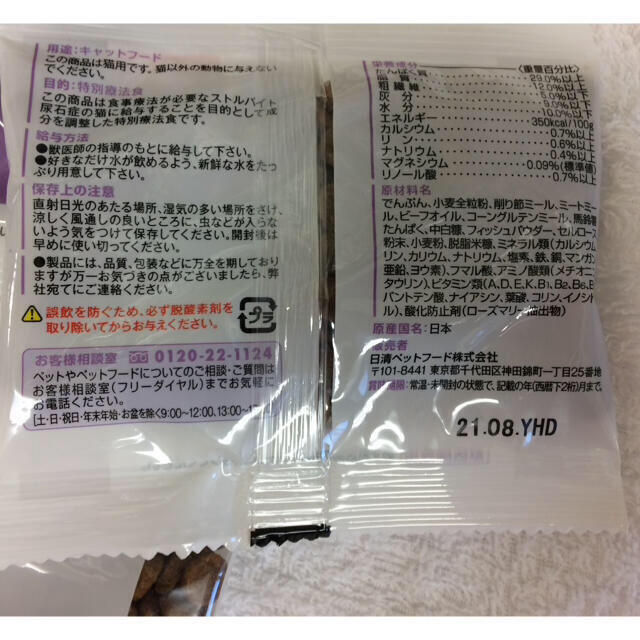 用途:キャットフード
この商品は猫用です。猫以外の動物に与えない
でください。
目的:特別療法食
この商品は食事療法が必要なストルバイト
尿石症の猫に給与することを目的として成
分を調整した特別療法食です。
給与方法
●獣医師の指導のもとに給与して下さい。
●好きなだけ水が飲めるよう、新鮮な水をたっ
ぷり用意して下さい。
保存上の注意
直射日光のあたる場所、湿気の多い場所をさけ、
涼しく風通しの良いところに、虫などが入らな
いよう気をつけて保存してください。開封後は
早めに使い切ってください。
●製品には、品質、包装などに万全を期しており
ますが万一お気づきの点がございましたら、弊
社宛てにご連絡ください。
誤飲を防ぐため、必ず脱酸素剤を
取り除いてからお与えください。
プラ
お客様相談室 0120-22-1124
ペットやペットフードについてのご相談・ご質問は
お客様相談室(フリーダイヤル)までお気軽に
お電話ください。
[土・日・祝日・年末年始・お盆を除く9:00~12:00、13:00~1
栄養成分 (重量百分比)
たんぱく質 29.0%以上
脂質 12.0%以上
粗繊維 5.0%以下
灰分 9.0%以下
水分 10.0%以下
エネルギー 350kcal/100g
カルシウム 0.7%以上
リン 0.6%以上
ナトリウム 0.4%以上
マグネシウム 0.09%(標準値)
リノール酸 0.7%以上
原材料名
でんぷん、小麦全粒粉、削り節ミール、ミートミー
ル、ビーフオイル、コーングルテンミール、馬鈴薯
たんぱく、中白糠、フィッシュパウダー、セルロース
粉末、小麦粉、脱脂米糠、ミネラル類(カルシウム、
リン、カリウム、ナトリウム、塩素、鉄、銅、マンガン、
亜鉛、ヨウ素)、フマル酸、アミノ酸類(メチオニ
タウリン)、ビタミン類(A,D,E,K,B1,B2,B6,B
パントテン酸、ナイアシン、葉酸、コリン、イノシト
ル)、酸化防止剤(ローズマリー抽出物)
原産国名:日本
販売者
日清ペットフード株式会社
〒101-8441 東京都千代田区神田錦町一丁目25番地
賞味期限:常温・未開封の状態で、記載の年(西暦下2桁)月まで
21.08.YHD